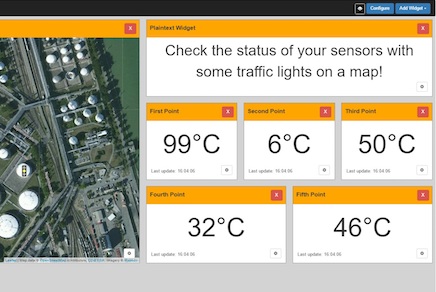 Configure
Add Widget
X
Plaintext Widget
X
Check the status of your sensors with
some traffic lights on a map!
First Point
X
Second Point
X
Third Point
X
99°C
6°C
50°C
Last update: 16:04:06
Last update: 16:04:06
Last update: 16:04:06
Fourth Point
X
Fifth Point
X
32°C
46°C
Last update: 16:04:06
Last update: 16:04:06